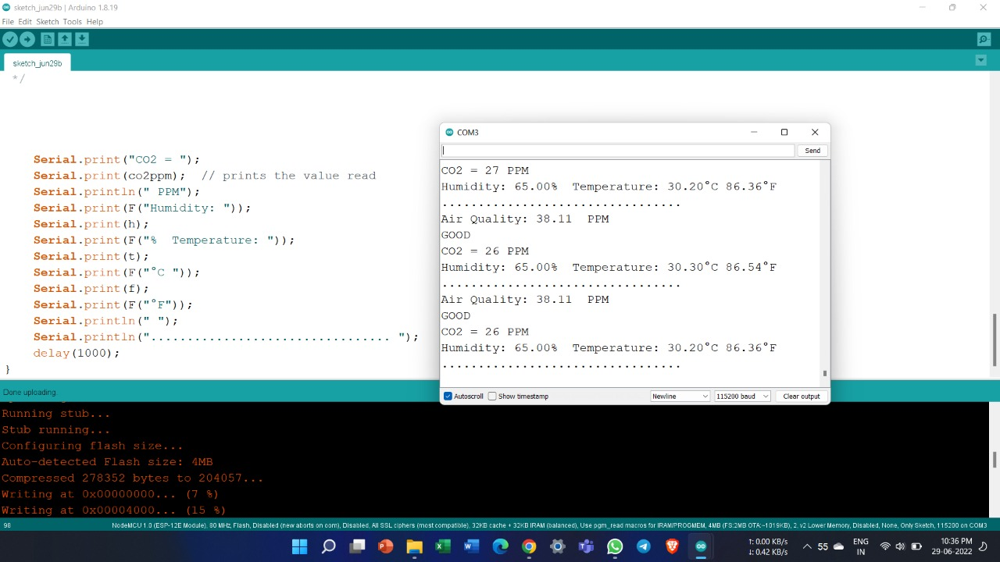 sketch_jun29b | Arduino 1.8.19
File Edit Sketch Tools Help
sketch_jun29b
*/
Serial.print("CO2 = ");
Serial.print(co2ppm);  // prints the value read
Serial.println(" PPM");
Serial.print(F("Humidity: "));
Serial.print(h);
Serial.print(F("%  Temperature: "));
Serial.print(t);
Serial.print(F("°C "));
Serial.print(f);
Serial.print(F("°F"));
Serial.println(" ");
Serial.println("................................. ");
delay(1000);
}
COM3
Send
CO2 = 27 PPM
Humidity: 65.00%  Temperature: 30.20°C 86.36°F
.................................
Air Quality: 38.11  PPM
GOOD
CO2 = 26 PPM
Humidity: 65.00%  Temperature: 30.30°C 86.54°F
.................................
Air Quality: 38.11  PPM
GOOD
CO2 = 26 PPM
Humidity: 65.00%  Temperature: 30.20°C 86.36°F
.................................
Autoscroll Show timestamp Newline 115200 baud Clear output
Done uploading.
Running stub...
Stub running...
Configuring flash size...
Auto-detected Flash size: 4MB
Compressed 278352 bytes to 204057...
Writing at 0x00000000... (7 %)
Writing at 0x00004000... (15 %)
98 NodeMCU 1.0 (ESP-12E Module), 80 MHz, Flash, Disabled (new aborts on oom), Disabled, All SSL ciphers (most compatible), 32KB cache + 32KB IRAM (balanced), Use pgm_read macros for IRAM/PROGMEM, 4MB (FS:2MB OTA:~1019KB), 2, v2 Lower Memory, Disabled, None, Only Sketch, 115200 on COM3
↑: 0.00 KB/s
↓: 0.42 KB/s
55
ENG
IN
10:36 PM
29-06-2022